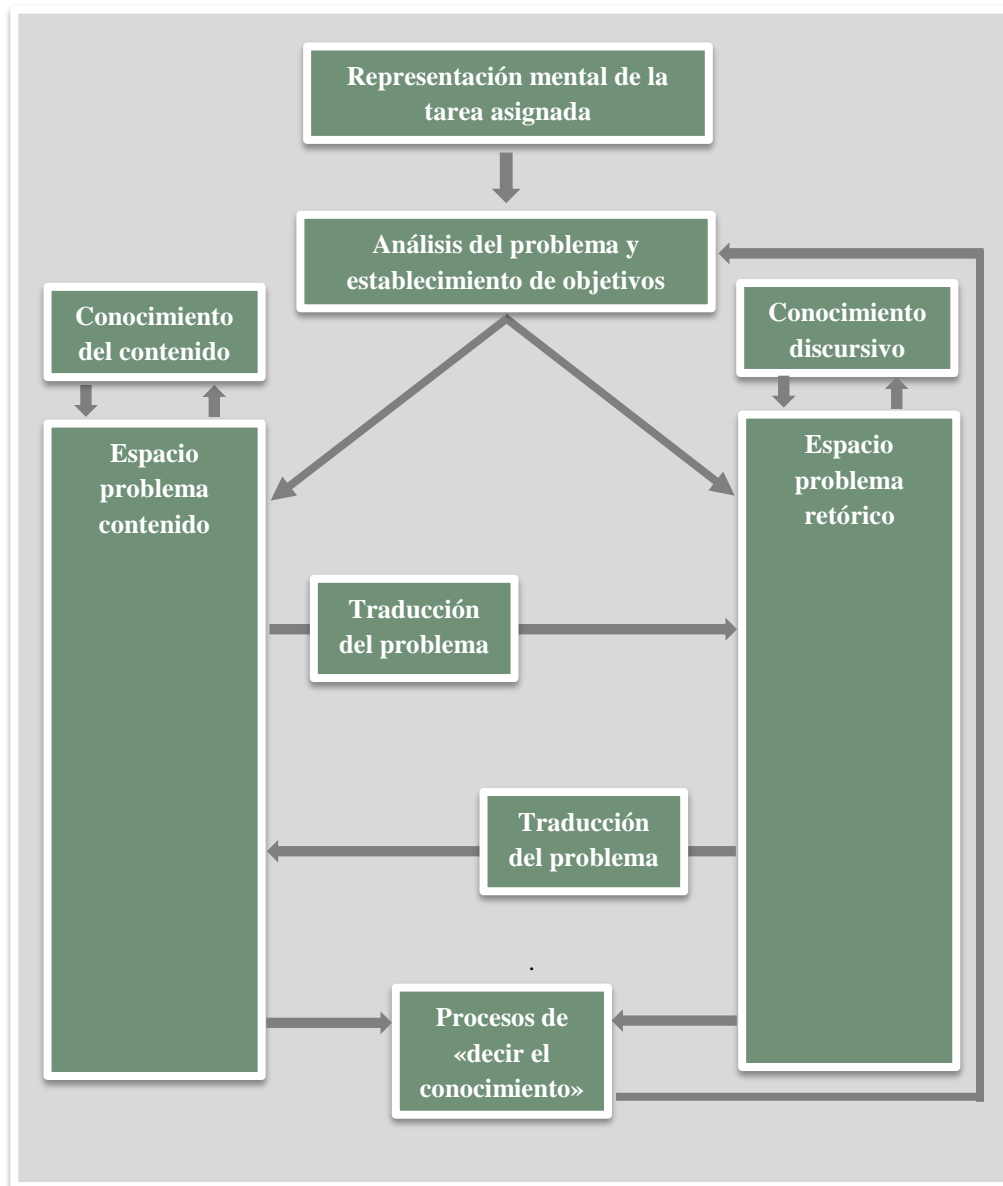 Representación mental de la
tarea asignada
Análisis del problema y
establecimiento de objetivos
Conocimiento
del contenido
Conocimiento
discursivo
Espacio
problema
contenido
Espacio
problema
retórico
Traducción
del problema
Traducción
del problema
.
Procesos de
«decir el
conocimiento»